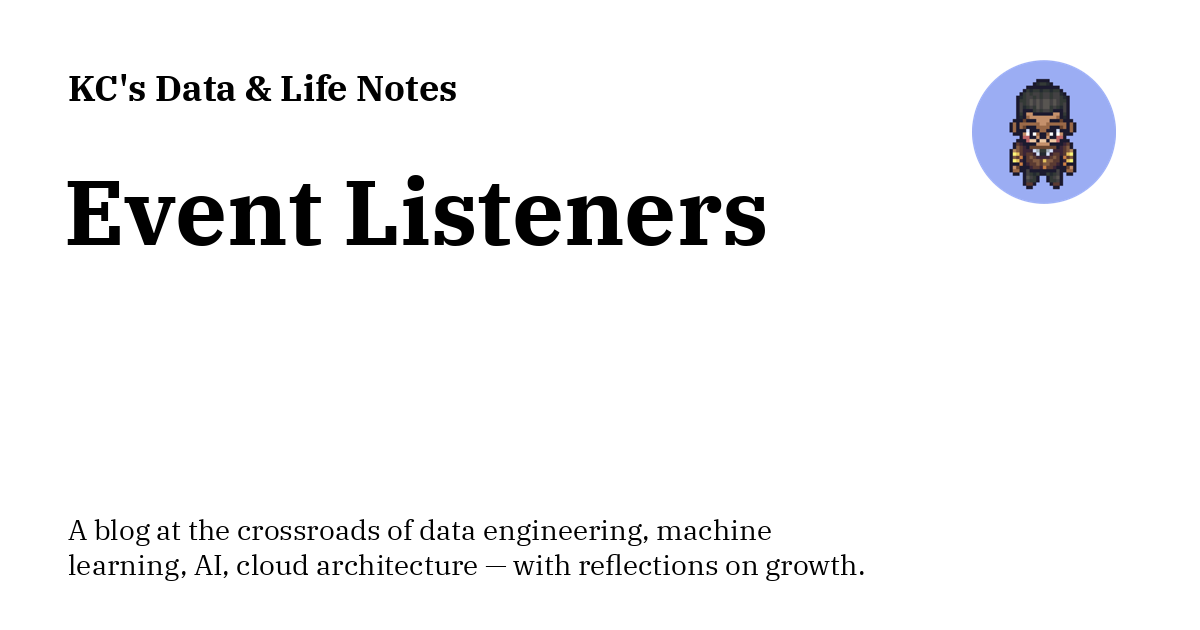 KC's Data & Life Notes
Event Listeners
A blog at the crossroads of data engineering, machine
learning, AI, cloud architecture — with reflections on growth.